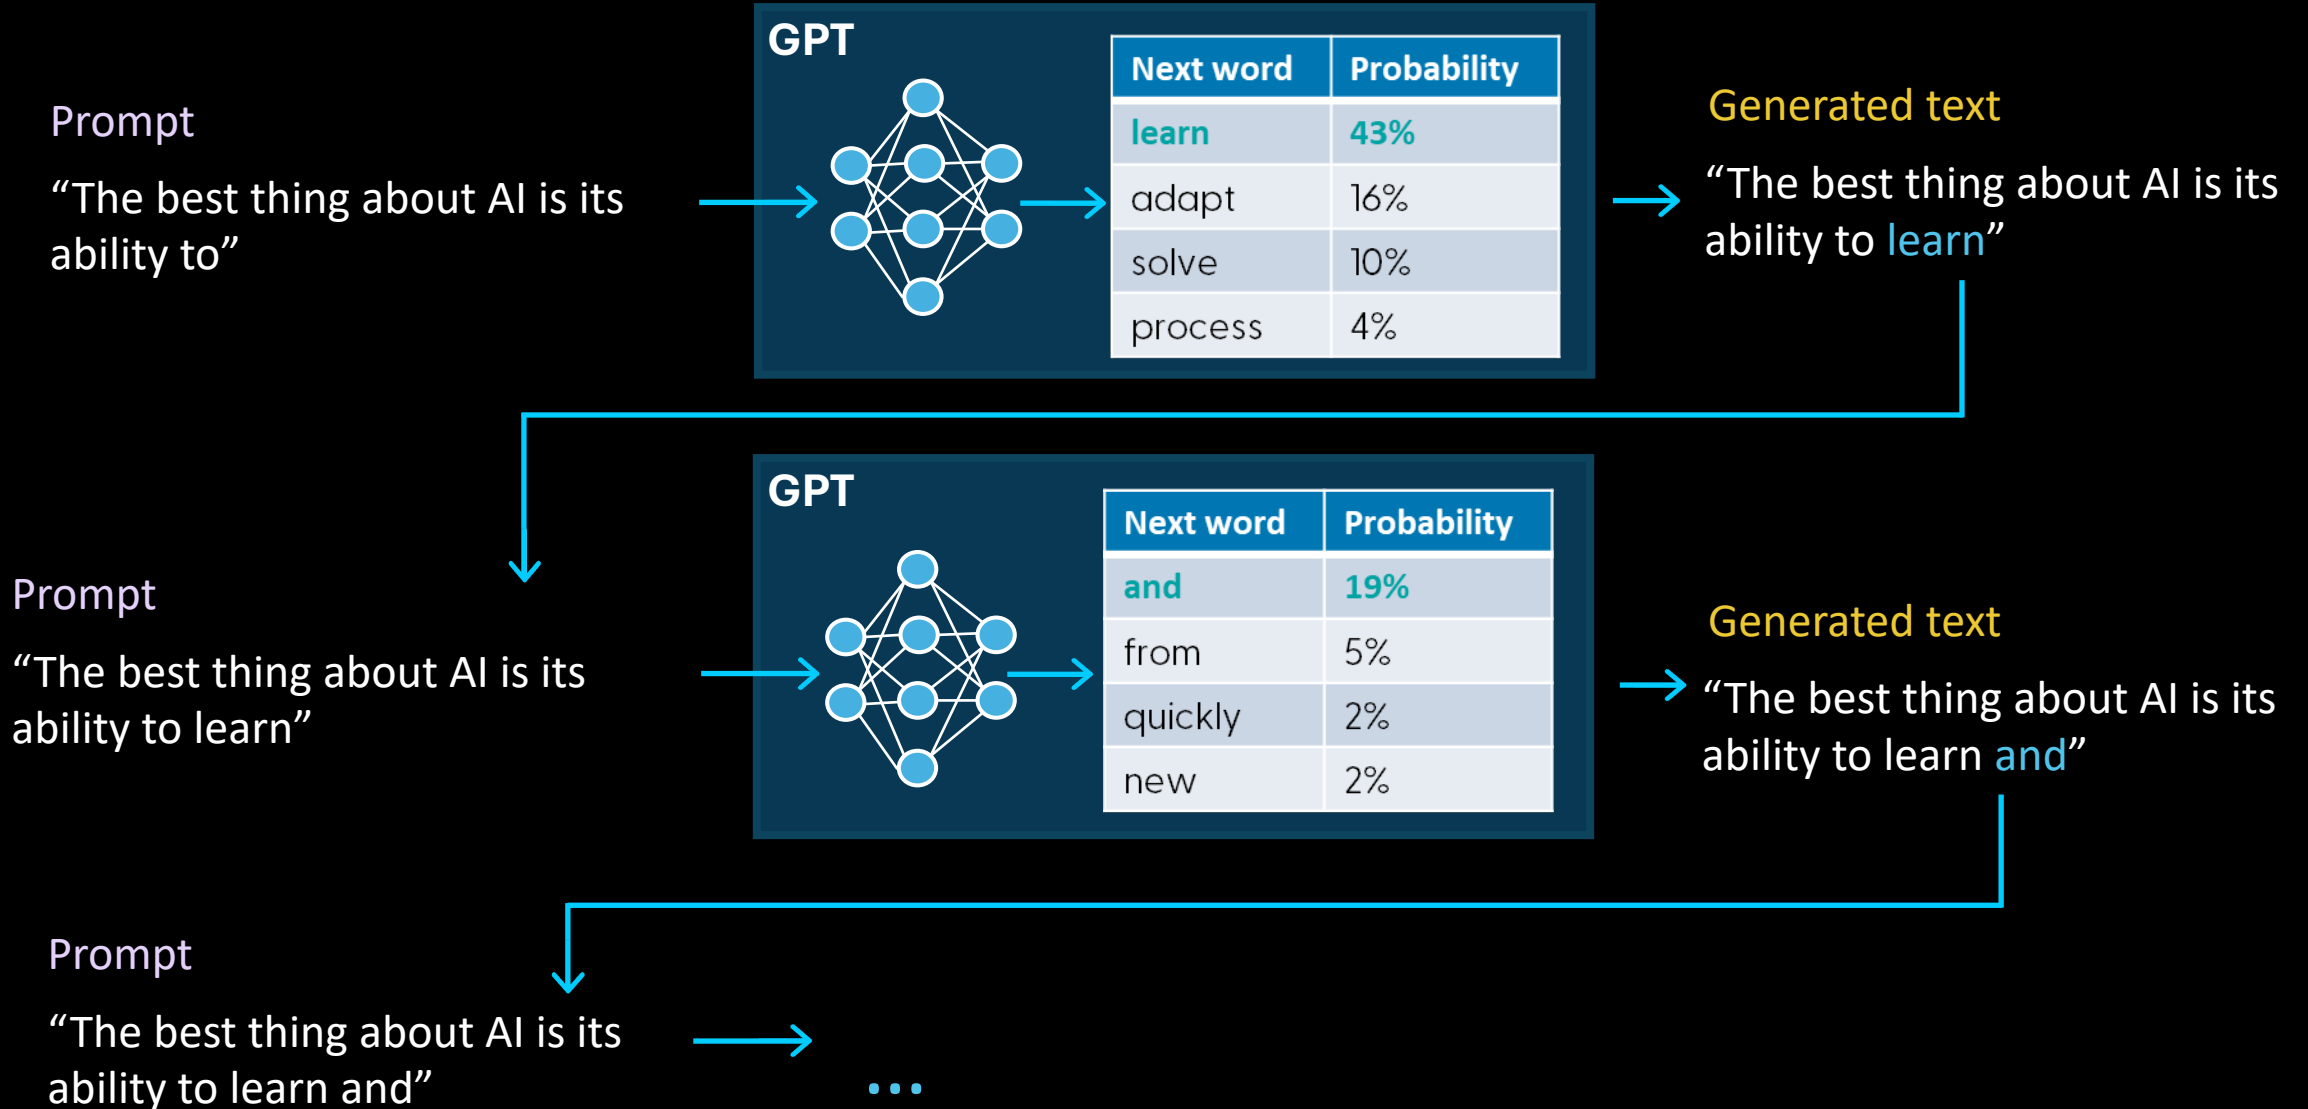 GPT
Next word Probability
Prompt
Generated text
learn 43%
“The best thing about AI is its
ability to”
adapt 16%
solve 10%
process 4%
“The best thing about AI is its
ability to learn”
GPT
Next word Probability
Prompt
and 19%
Generated text
“The best thing about AI is its
ability to learn”
from 5%
quickly 2%
new 2%
“The best thing about AI is its
ability to learn and”
Prompt
“The best thing about AI is its
ability to learn and”
...